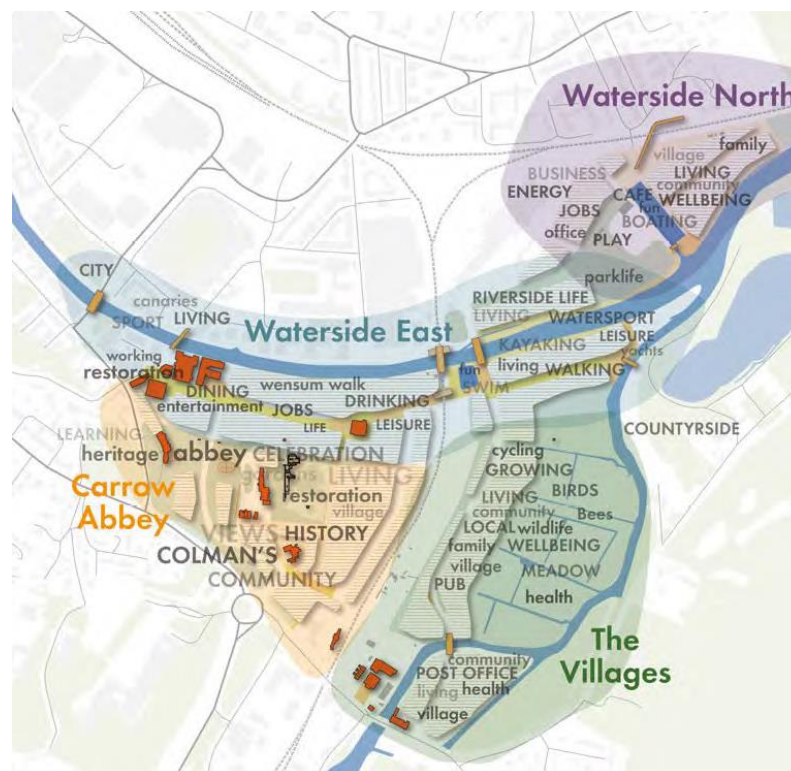 Waterside North
family
village
LIVING
BUSINESS
community
ENERGY
CAFE
WELLBEING
fun
JOBS
BOATING
office
PLAY
parklife
CITY
canaries
SPORT
LIVING
Waterside East
RIVERSIDE LIFE
LIVING
WATERSPORT
KAYAKING
LEISURE
yachts
working
restoration
DINING
wensum walk
fun
living
WALKING
SWIM
entertainment
JOBS
DRINKING
LIFE
LEISURE
COUNTRYSIDE
LEARNING
heritage
abbey
CELEBRATION
gardens
LIVING
Carrow
Abbey
restoration
village
VIEWS
HISTORY
COLMAN'S
COMMUNITY
cycling
GROWING
LIVING
BIRDS
community
Bees
LOCAL
wildlife
family
WELLBEING
village
MEADOW
PUB
health
The
Villages
community
POST OFFICE
living
health
village